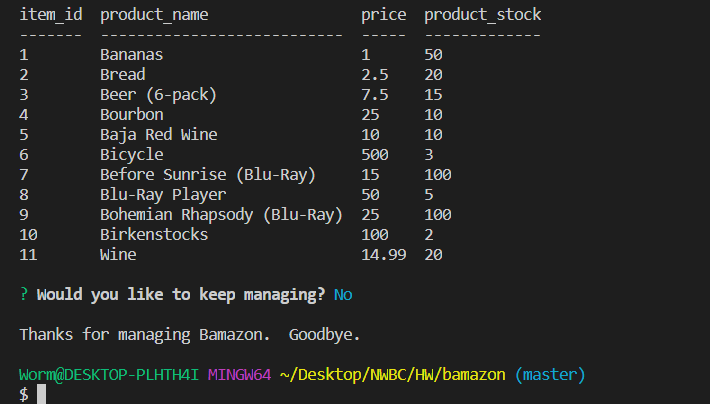 item_id  product_name                 price  product_stock
-------  ---------------------------  -----  -------------
1        Bananas                      1      50
2        Bread                        2.5    20
3        Beer (6-pack)                7.5    15
4        Bourbon                      25     10
5        Baja Red Wine                10     10
6        Bicycle                      500    3
7        Before Sunrise (Blu-Ray)     15     100
8        Blu-Ray Player               50     5
9        Bohemian Rhapsody (Blu-Ray)  25     100
10       Birkenstocks                 100    2
11       Wine                         14.99  20
? Would you like to keep managing? No
Thanks for managing Bamazon.  Goodbye.
Worm@DESKTOP-PLHTH4I MINGW64 ~/Desktop/NWBC/HW/bamazon (master)
$